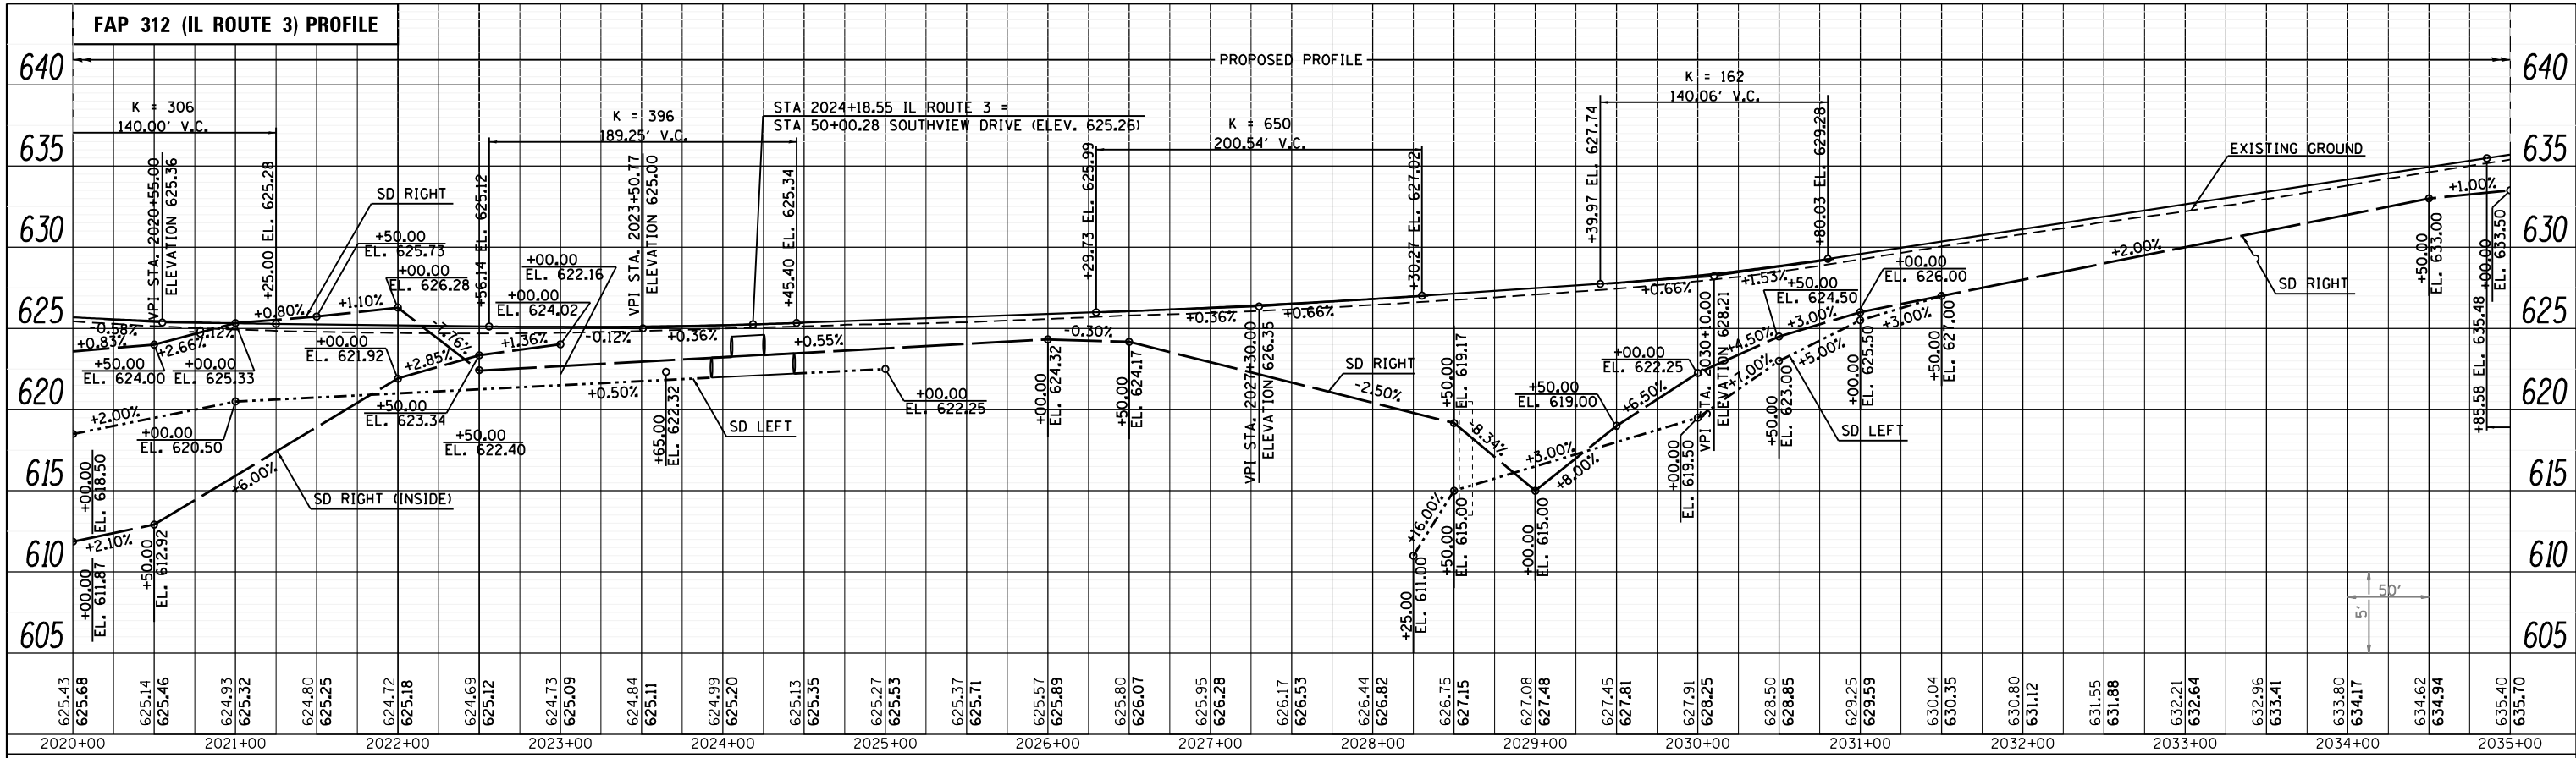 FAP 312 (IL ROUTE 3) PROFILE
PROPOSED PROFILE
640
640
635
635
630
630
625
625
620
620
615
615
610
610
605
605
K = 306
140.00' V.C.
VPI STA. 2020+55.00
ELEVATION 625.36
+25.00 EL. 625.28
SD RIGHT
+50.00
EL. 625.73
+00.00
EL. 626.28
+56.14 EL. 625.12
K = 396
189.25' V.C.
VPI STA. 2023+50.77
ELEVATION 625.00
+45.40 EL. 625.34
STA 2024+18.55 IL ROUTE 3 =
STA 50+00.28 SOUTHVIEW DRIVE (ELEV. 625.26)
+00.00
EL. 622.16
+00.00
EL. 624.02
K = 650
200.54' V.C.
+29.73 EL. 625.99
+30.27 EL. 627.02
VPI STA. 2027+30.00
ELEVATION 626.35
K = 162
140.06' V.C.
+39.97 EL. 627.74
+80.03 EL. 629.28
VPI STA. 2030+10.00
ELEVATION 628.21
EXISTING GROUND
-0.58%
+0.83%
-0.12%
+2.66%
+0.80%
+1.10%
-7.76%
+2.85%
+1.36%
-0.12%
+0.36%
+0.55%
-0.30%
+0.36%
+0.66%
+0.66%
+1.53%
+50.00
EL. 624.00
+00.00
EL. 625.33
+00.00
EL. 621.92
+50.00
EL. 623.34
+50.00
EL. 622.40
+2.00%
+00.00
EL. 620.50
+00.00
EL. 618.50
+6.00%
SD RIGHT (INSIDE)
+2.10%
+00.00
EL. 611.87
+50.00
EL. 612.92
+0.50%
+65.00
EL. 622.32
SD LEFT
+00.00
EL. 622.25
+00.00
EL. 624.32
+50.00
EL. 624.17
SD RIGHT
-2.50%
+50.00
EL. 619.17
-8.34%
+16.00%
+25.00
EL. 611.00
+50.00
EL. 615.00
+3.00%
+8.00%
+00.00
EL. 615.00
+50.00
EL. 619.00
+6.50%
+00.00
EL. 622.25
+00.00
EL. 619.50
+4.50%
+7.00%
+50.00
EL. 624.50
+3.00%
+5.00%
+50.00
EL. 623.00
SD LEFT
+00.00
EL. 626.00
+3.00%
+00.00
EL. 625.50
+50.00
EL. 627.00
+2.00%
SD RIGHT
+50.00
EL. 633.00
+1.00%
+85.58 EL. 635.48
+00.00
EL. 633.50
50'
5'
625.43
625.68
625.14
625.46
624.93
625.32
624.80
625.25
624.72
625.18
624.69
625.12
624.73
625.09
624.84
625.11
624.99
625.20
625.13
625.35
625.27
625.53
625.37
625.71
625.57
625.89
625.80
626.07
625.95
626.28
626.17
626.53
626.44
626.82
626.75
627.15
627.08
627.48
627.45
627.81
627.91
628.25
628.50
628.85
629.25
629.59
630.04
630.35
630.80
631.12
631.55
631.88
632.21
632.64
632.96
633.41
633.80
634.17
634.62
634.94
635.40
635.70
2020+00
2021+00
2022+00
2023+00
2024+00
2025+00
2026+00
2027+00
2028+00
2029+00
2030+00
2031+00
2032+00
2033+00
2034+00
2035+00